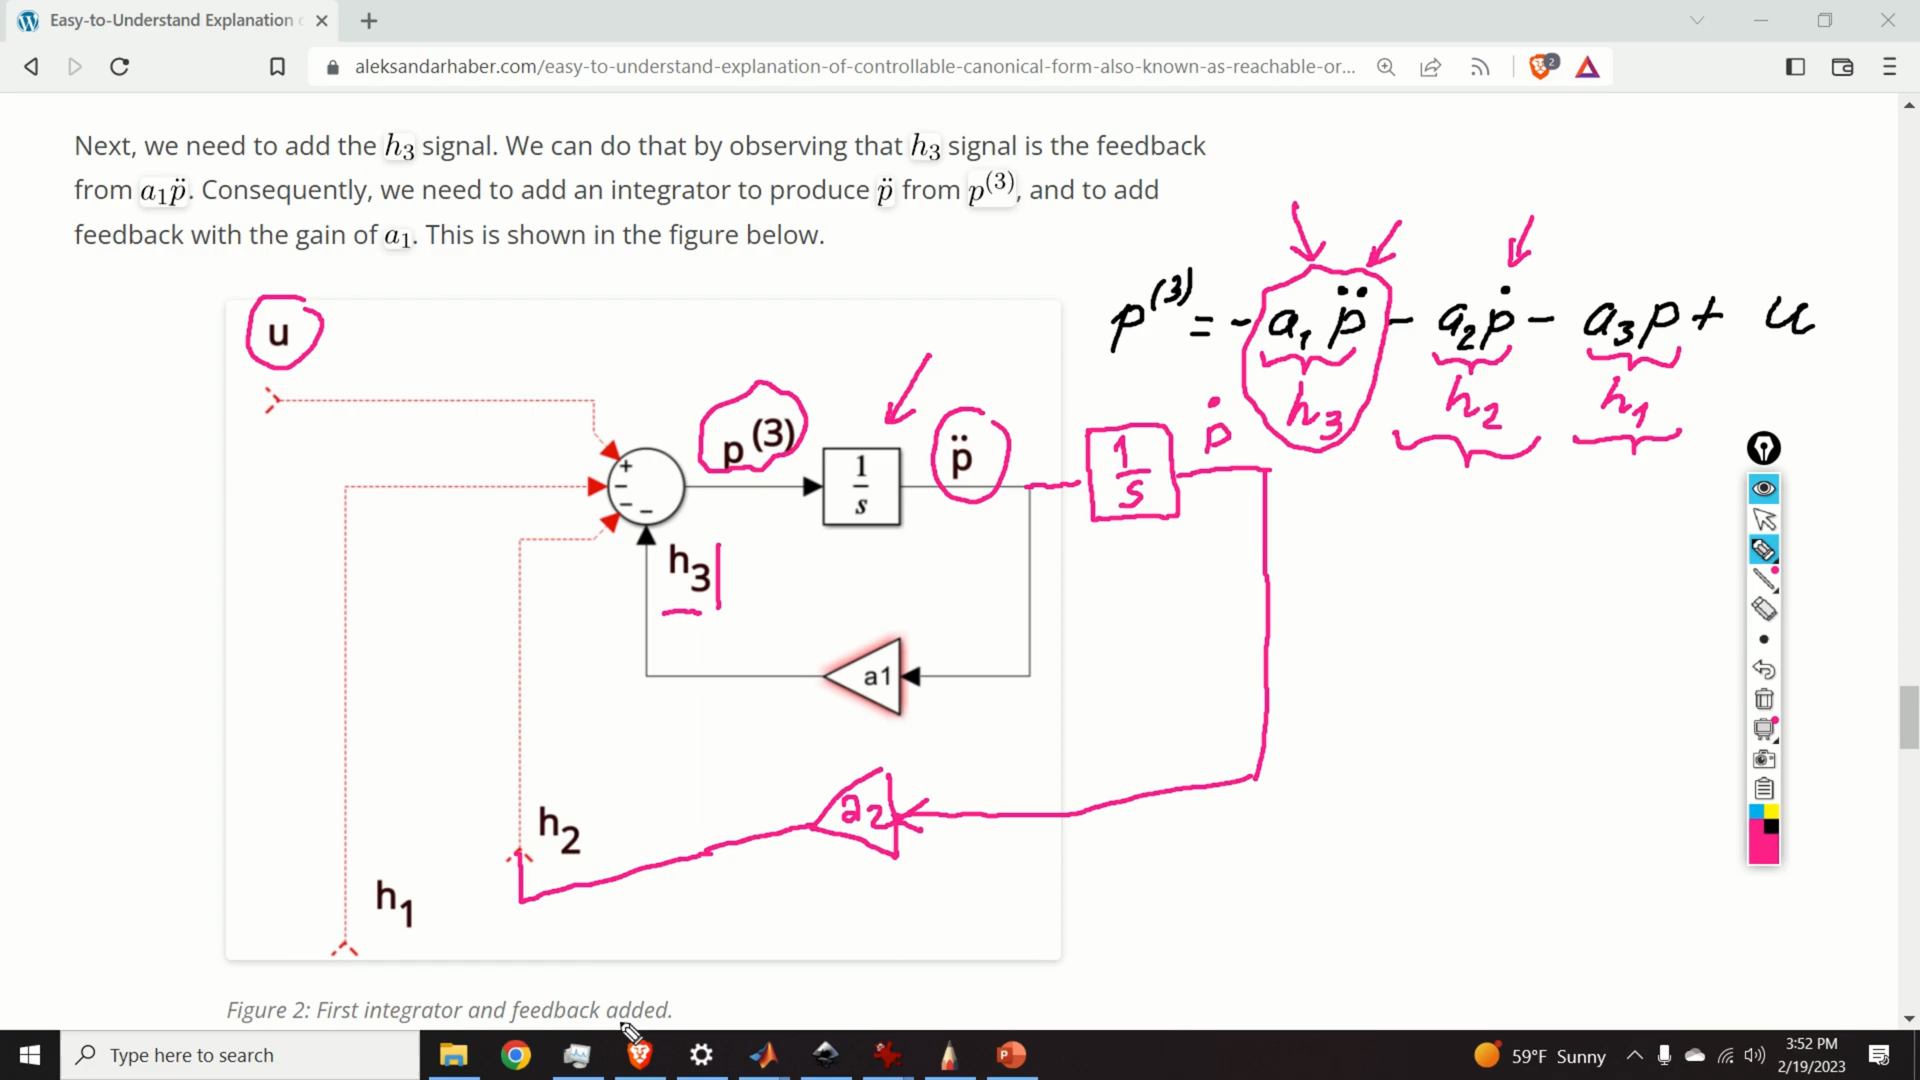 Easy-to-Understand Explanation o
aleksandarhaber.com/easy-to-understand-explanation-of-controllable-canonical-form-also-known-as-reachable-or...
2
Next, we need to add the h₃ signal. We can do that by observing that h₃ signal is the feedback
from a₁p̈. Consequently, we need to add an integrator to produce p̈ from p⁽³⁾, and to add
feedback with the gain of a₁. This is shown in the figure below.
p⁽³⁾ = - a₁ p̈ - a₂ ṗ - a₃ p + u
h₃ h₂ h₁
u
p (3)
1/s
p̈
1/s
ṗ
+
−
−
−
h₃
a1
a₂
h₂
h₁
Figure 2: First integrator and feedback added.
Type here to search
59°F Sunny
3:52 PM
2/19/2023